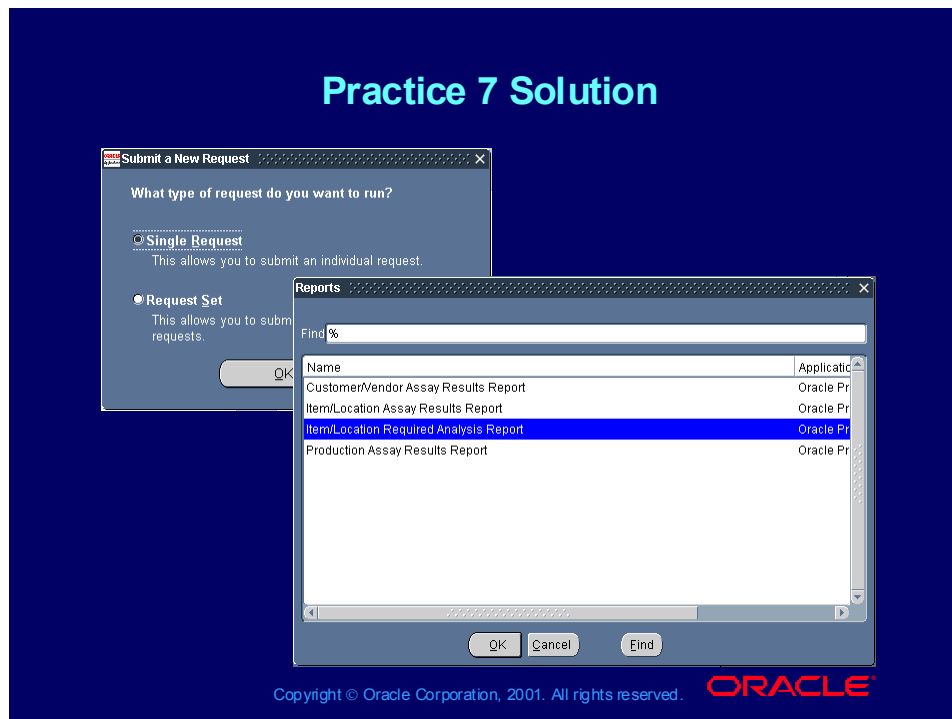 Practice 7 Solution
Submit a New Request
What type of request do you want to run?
Single Request
This allows you to submit an individual request.
Request Set
This allows you to subm
requests.
OK
Reports
Find %
Name Applicatio
Customer/Vendor Assay Results Report Oracle Pr
Item/Location Assay Results Report Oracle Pr
Item/Location Required Analysis Report Oracle Pr
Production Assay Results Report Oracle Pr
OK Cancel Find
Copyright © Oracle Corporation, 2001. All rights reserved. ORACLE